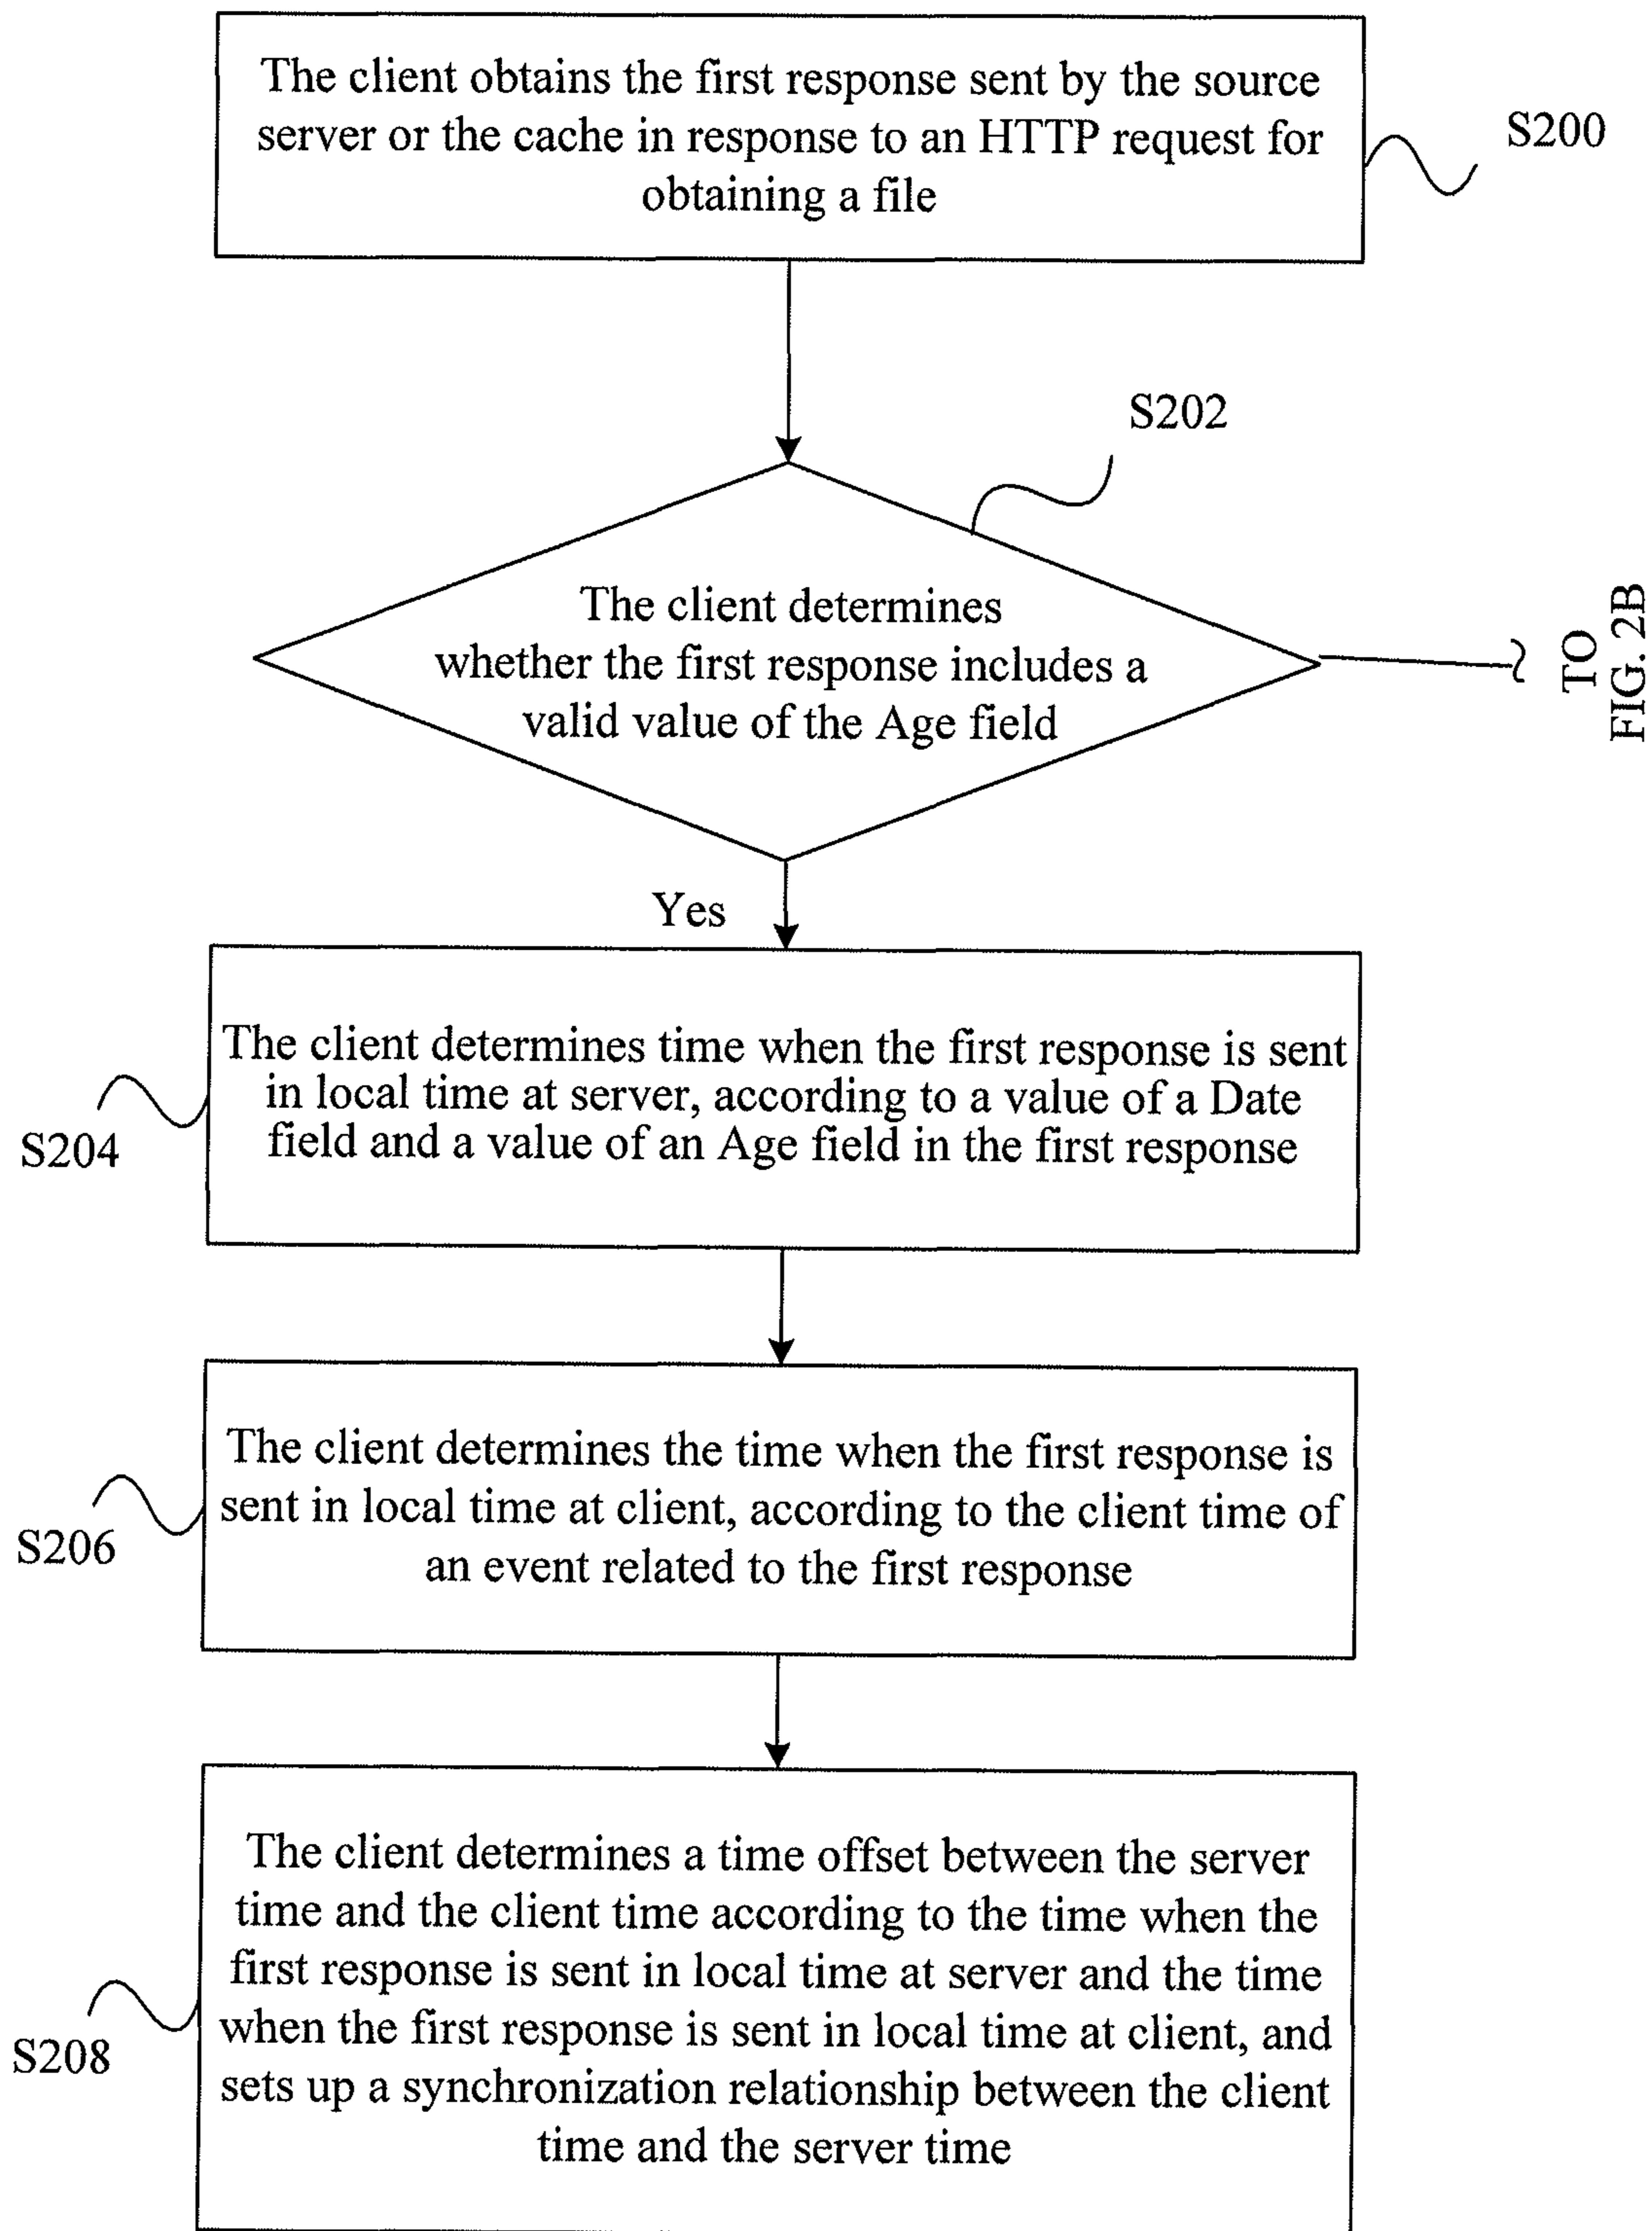 The client obtains the first response sent by the source
server or the cache in response to an HTTP request for
obtaining a file
S200
S202
The client determines
whether the first response includes a
valid value of the Age field
TO
FIG. 2B
Yes
The client determines time when the first response is sent
in local time at server, according to a value of a Date
field and a value of an Age field in the first response
S204
The client determines the time when the first response is
sent in local time at client, according to the client time of
an event related to the first response
S206
The client determines a time offset between the server
time and the client time according to the time when the
first response is sent in local time at server and the time
when the first response is sent in local time at client, and
sets up a synchronization relationship between the client
time and the server time
S208